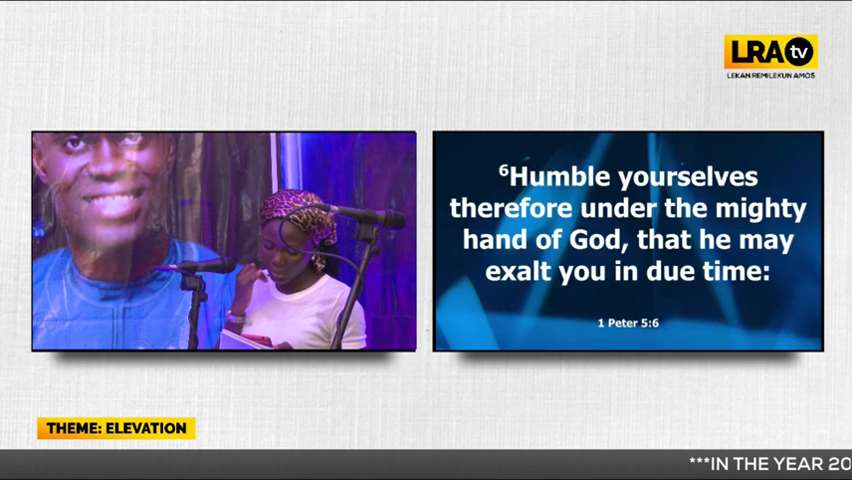 LRA tv
LEKAN REMILEKUN AMOS
⁶Humble yourselves
therefore under the mighty
hand of God, that he may
exalt you in due time:
1 Peter 5:6
THEME: ELEVATION
***IN THE YEAR 20